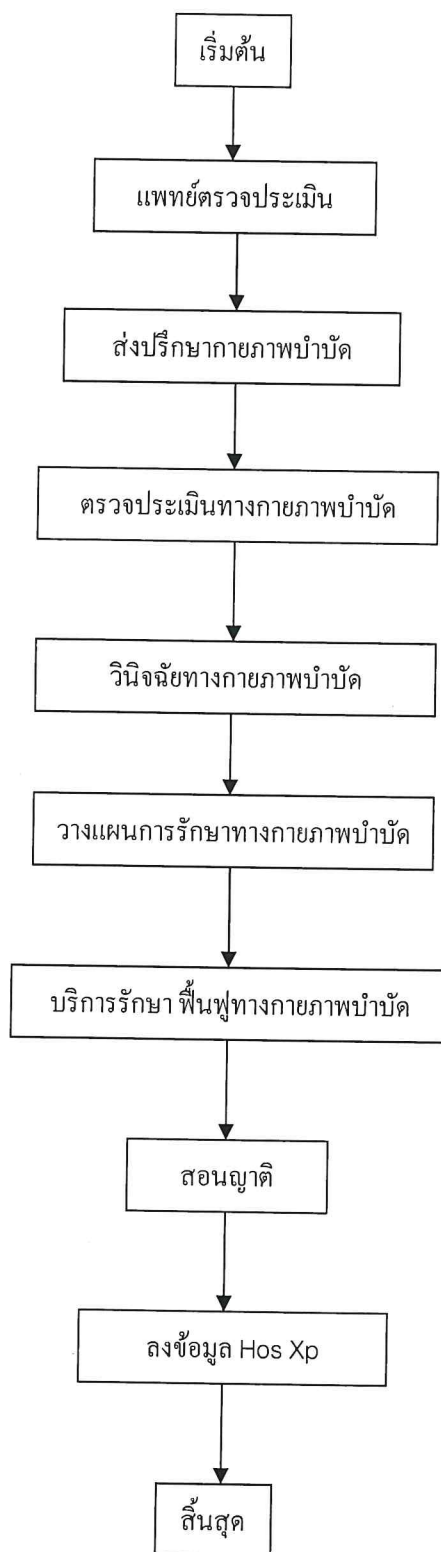 เริ่มต้น
แพทย์ตรวจประเมิน
ส่งปรึกษากายภาพบำบัด
ตรวจประเมินทางกายภาพบำบัด
วินิจฉัยทางกายภาพบำบัด
วางแผนการรักษาทางกายภาพบำบัด
บริการรักษา ฟื้นฟูทางกายภาพบำบัด
สอนญาติ
ลงข้อมูล Hos Xp
สิ้นสุด